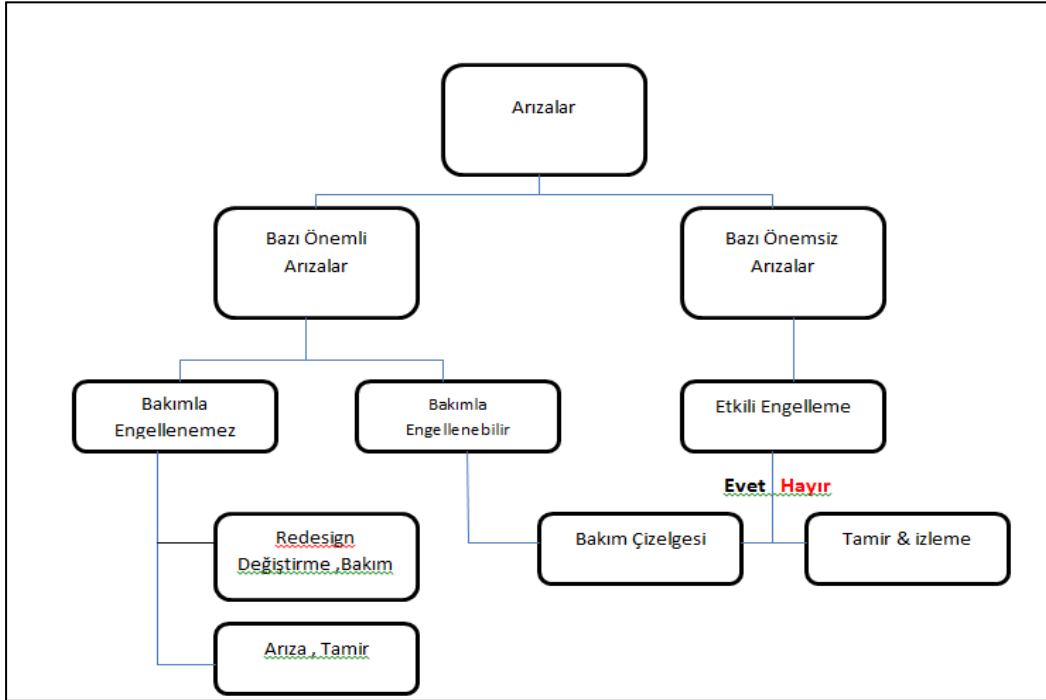 Arızalar
Bazı Önemli
Arızalar
Bazı Önemsiz
Arızalar
Bakımla
Engellenemez
Bakımla
Engellenebilir
Etkili Engelleme
Evet Hayır
Redesign
Değiştirme ,Bakım
Bakım Çizelgesi
Tamir & izleme
Arıza , Tamir